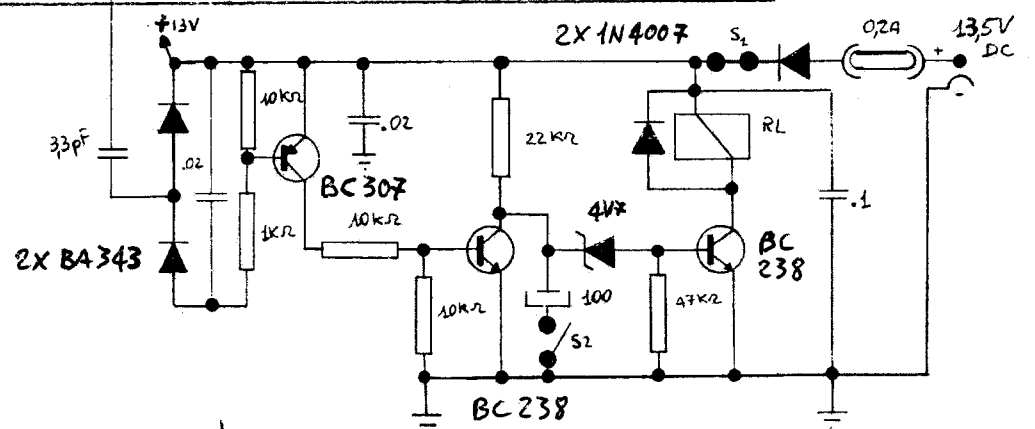 +13V
2X 1N4007
S1
0,2A
13,5V
DC
+
10KΩ
3,3pF
.02
.02
22KΩ
RL
BC307
10KΩ
4V7
.1
1KΩ
2X BA343
BC
238
10KΩ
100
47KΩ
S2
BC238